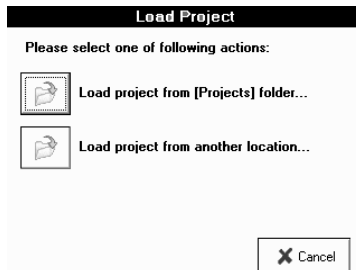 Load Project
Please select one of following actions:
Load project from [Projects] folder...
Load project from another location...
Cancel